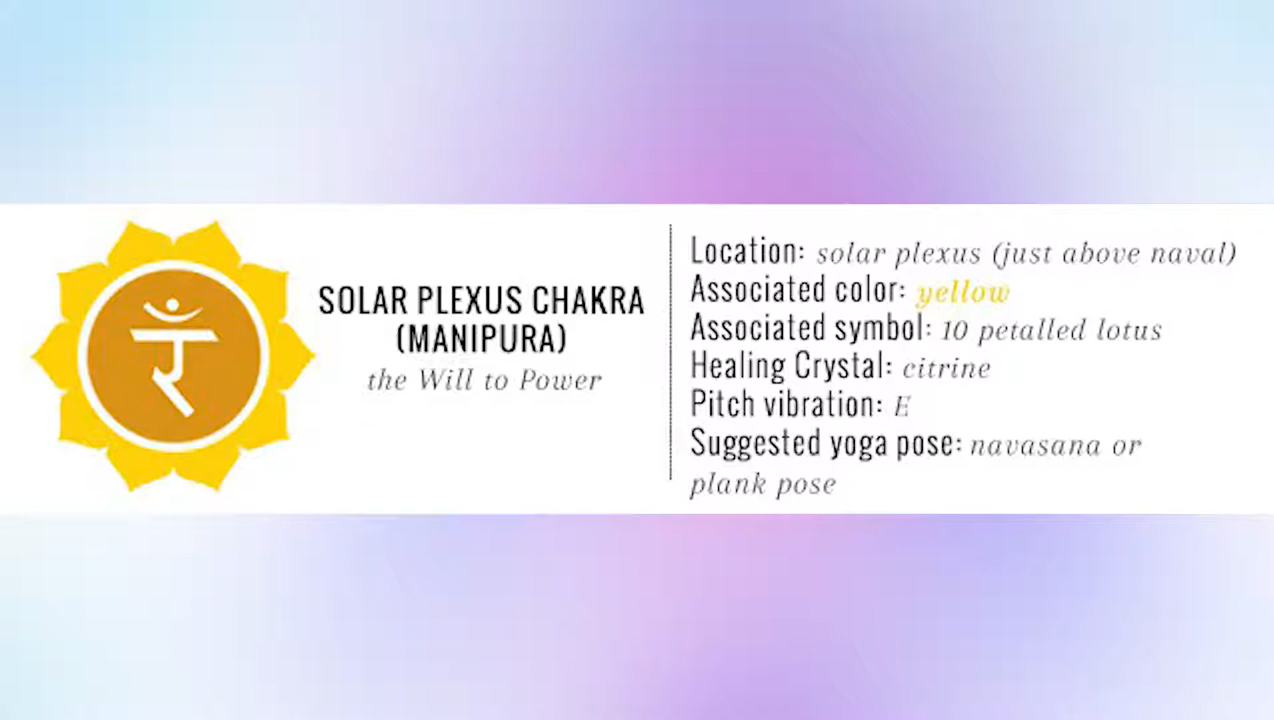 रं
SOLAR PLEXUS CHAKRA
(MANIPURA)
the Will to Power
Location: solar plexus (just above naval)
Associated color: yellow
Associated symbol: 10 petalled lotus
Healing Crystal: citrine
Pitch vibration: E
Suggested yoga pose: navasana or
plank pose